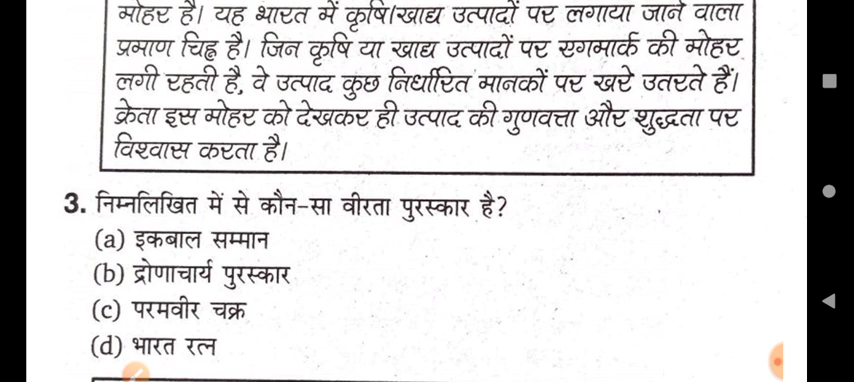 मोहर है। यह भारत में कृषि/खाद्य उत्पादों पर लगाया जाने वाला
प्रमाण चिह्न है। जिन कृषि या खाद्य उत्पादों पर एगमार्क की मोहर
लगी रहती है, वे उत्पाद कुछ निर्धारित मानकों पर खरे उतरते हैं।
क्रेता इस मोहर को देखकर ही उत्पाद की गुणवत्ता और शुद्धता पर
विश्वास करता है।
3. निम्नलिखित में से कौन-सा वीरता पुरस्कार है?
(a) इकबाल सम्मान
(b) द्रोणाचार्य पुरस्कार
(c) परमवीर चक्र
(d) भारत रत्न